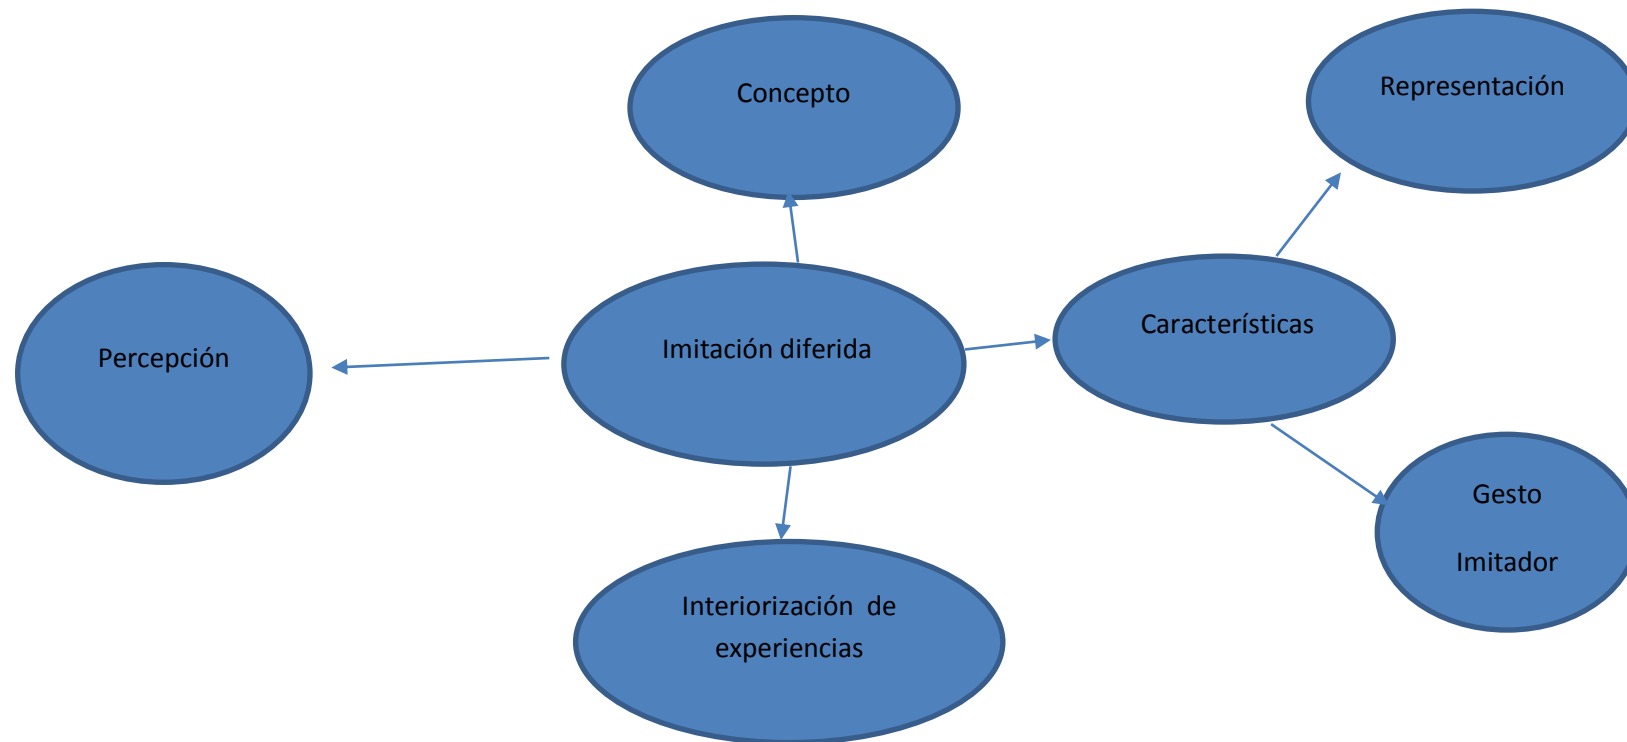 Concepto
Representación
Percepción
Imitación diferida
Características
Gesto
Imitador
Interiorización de
experiencias